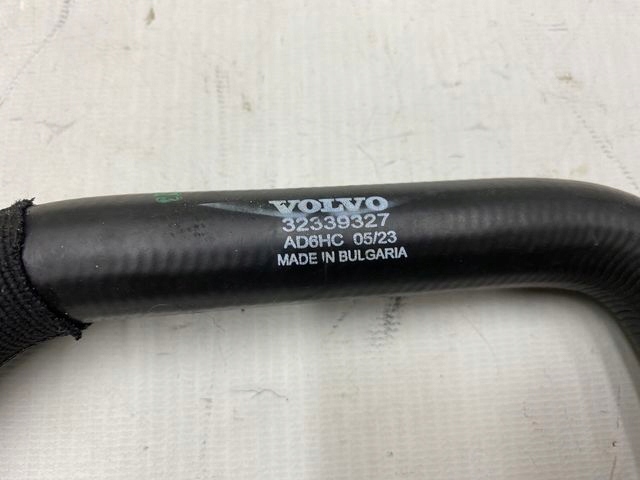 VOLVO
32339327
AD6HC 05/23
MADE IN BULGARIA